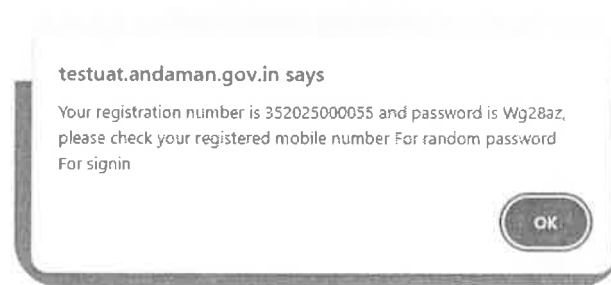 testuat.andaman.gov.in says
Your registration number is 352025000055 and password is Wg28az,
please check your registered mobile number For random password
For signin
OK